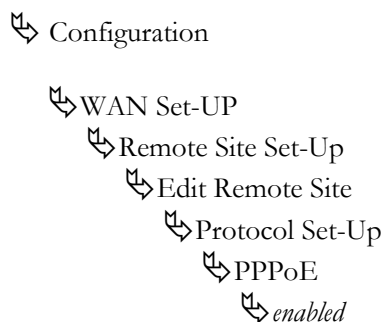 Configuration
WAN Set-UP
Remote Site Set-Up
Edit Remote Site
Protocol Set-Up
PPPoE
enabled